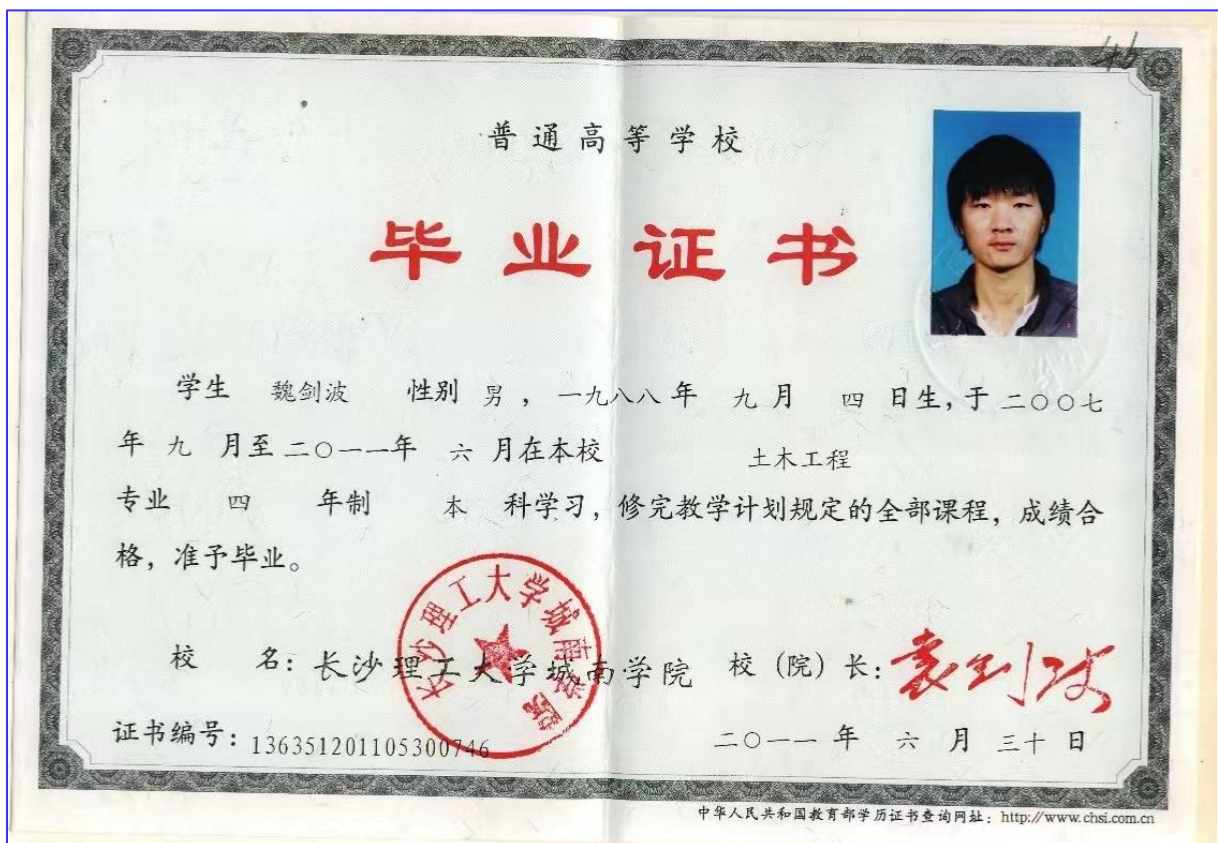 46
普通高等学校
毕业证书
学生 魏剑波 性别 男，一九八八年 九月 四 日生，于二〇〇七
年 九 月至二〇一一年 六 月在本校 土木工程
专业 四 年制 本 科学习，修完教学计划规定的全部课程，成绩合
格，准予毕业。
长沙理工大学城南学院
校 名：长沙理工大学城南学院 校（院）长：
证书编号：136351201105300746 二〇一一 年 六 月 三十 日
中华人民共和国教育部学历证书查询网址：http://www.chsi.com.cn